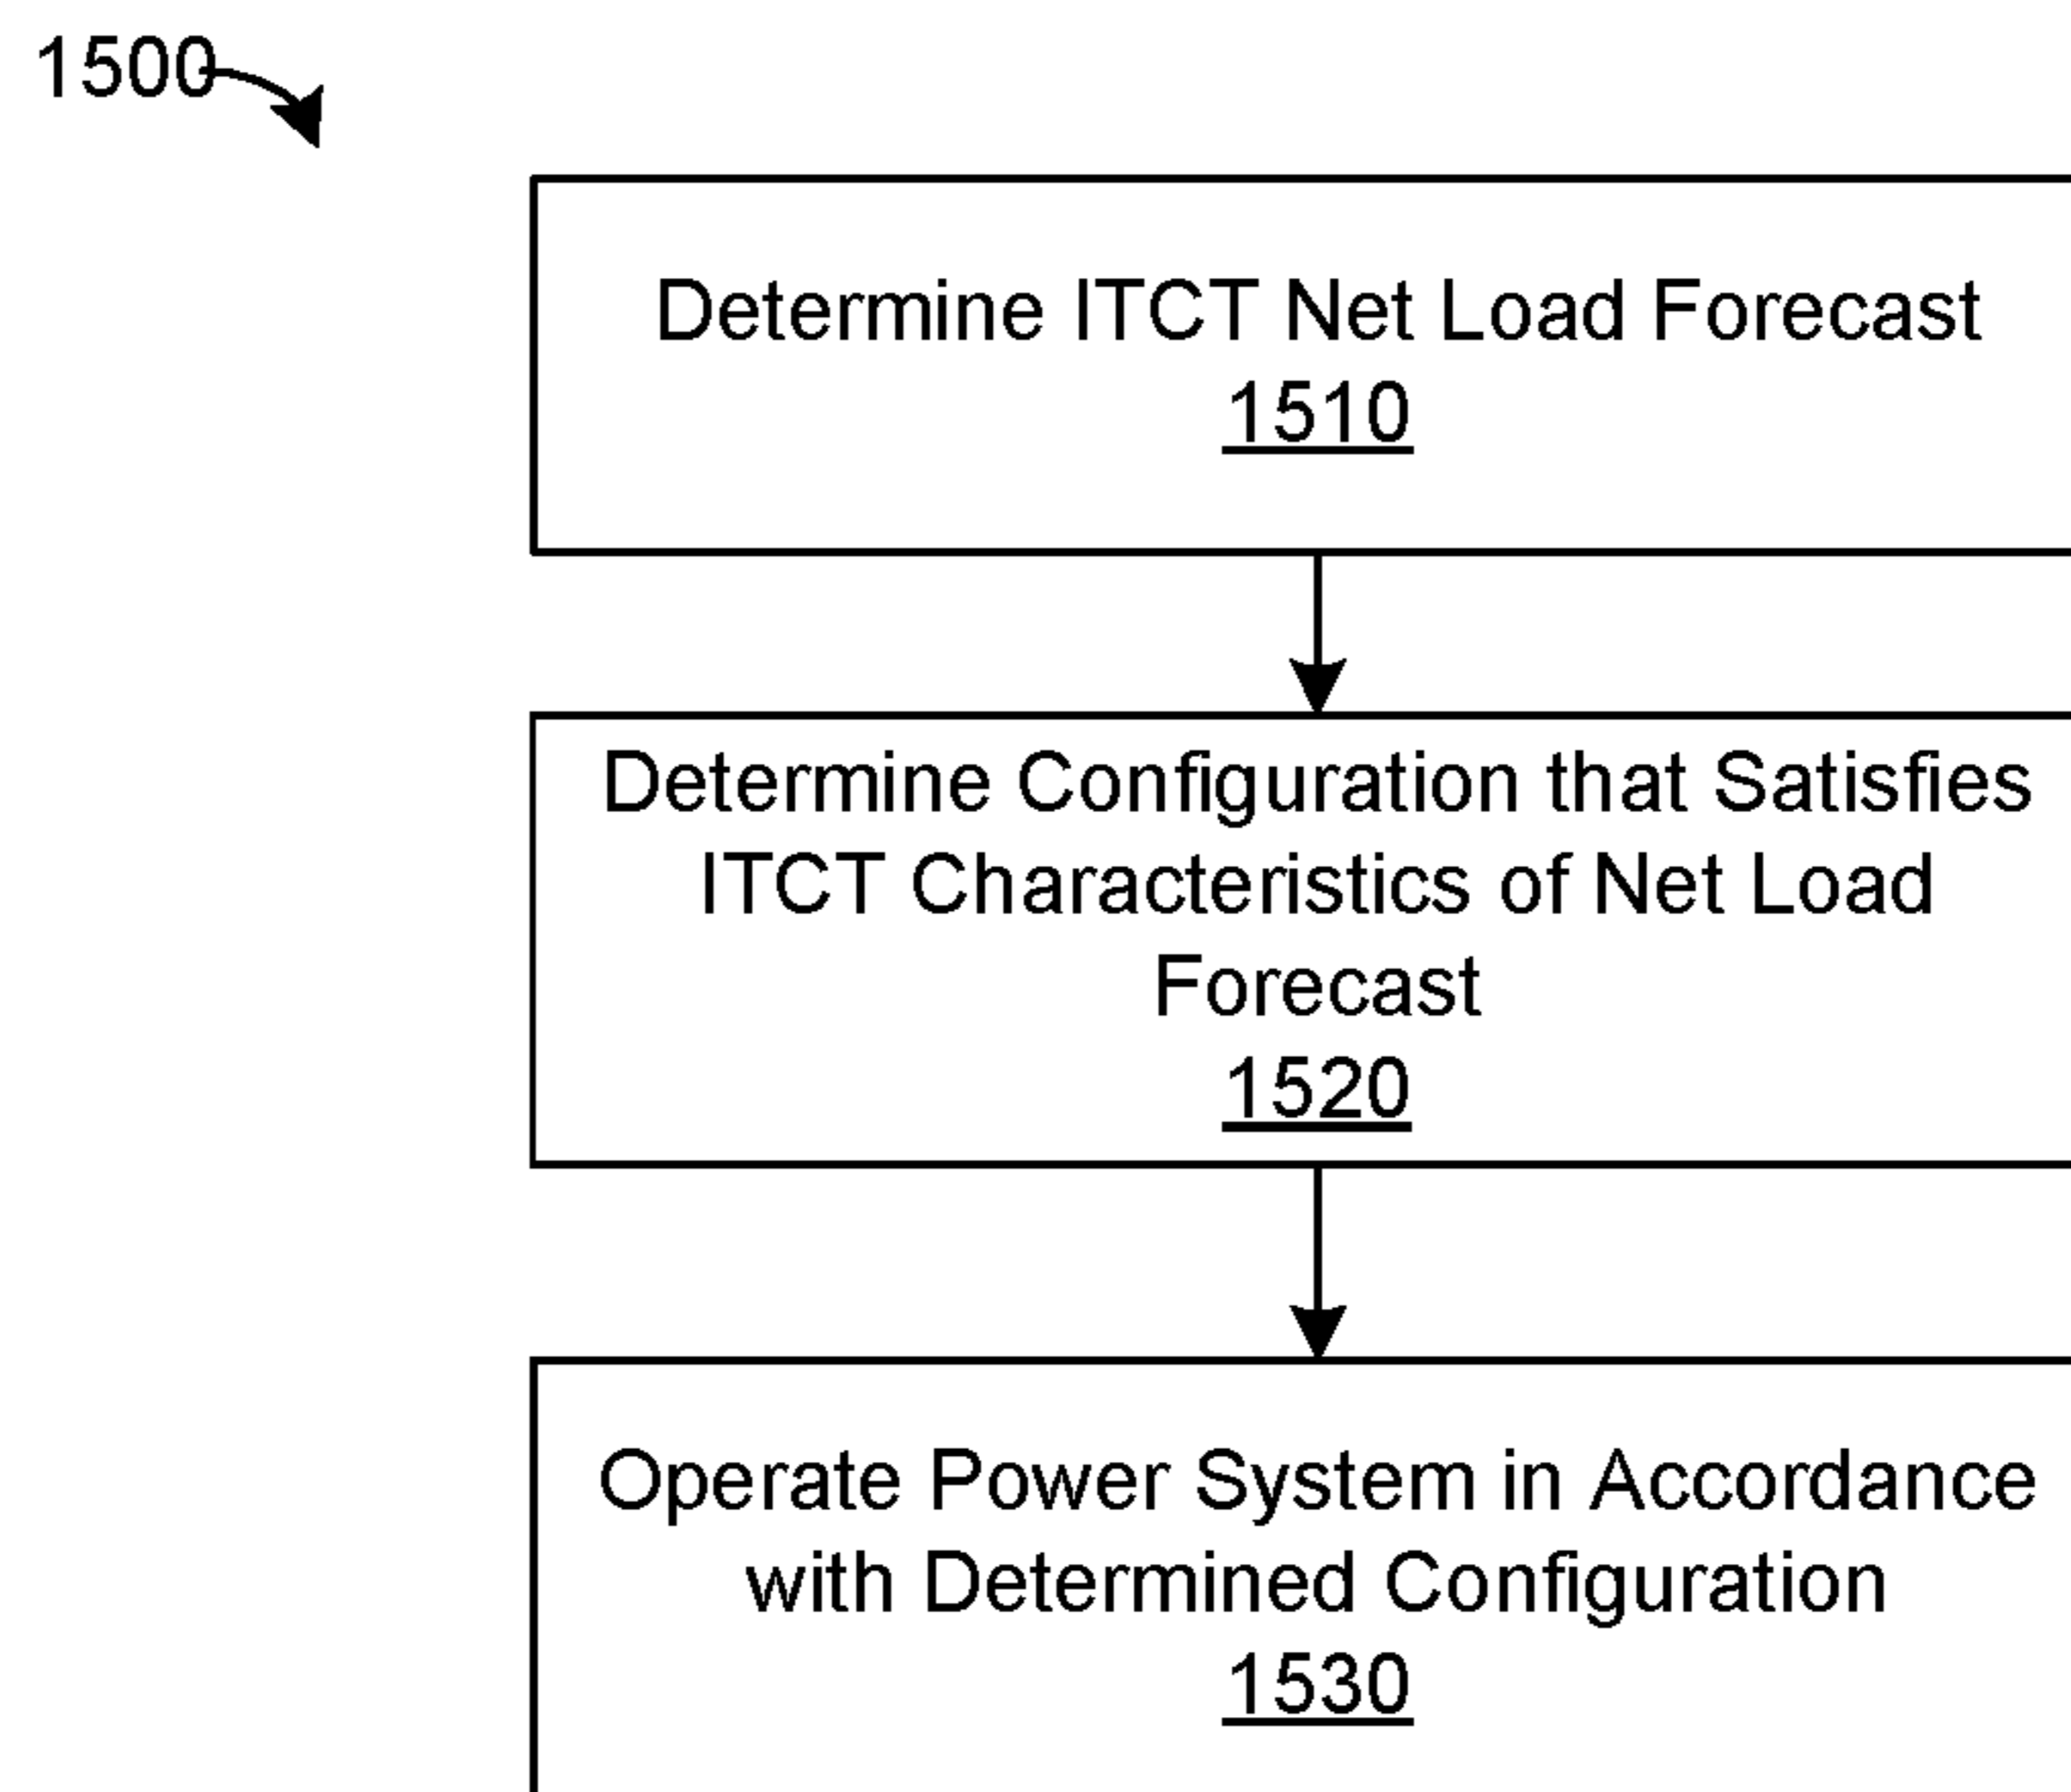 1500
Determine ITCT Net Load Forecast
1510
Determine Configuration that Satisfies
ITCT Characteristics of Net Load
Forecast
1520
Operate Power System in Accordance
with Determined Configuration
1530